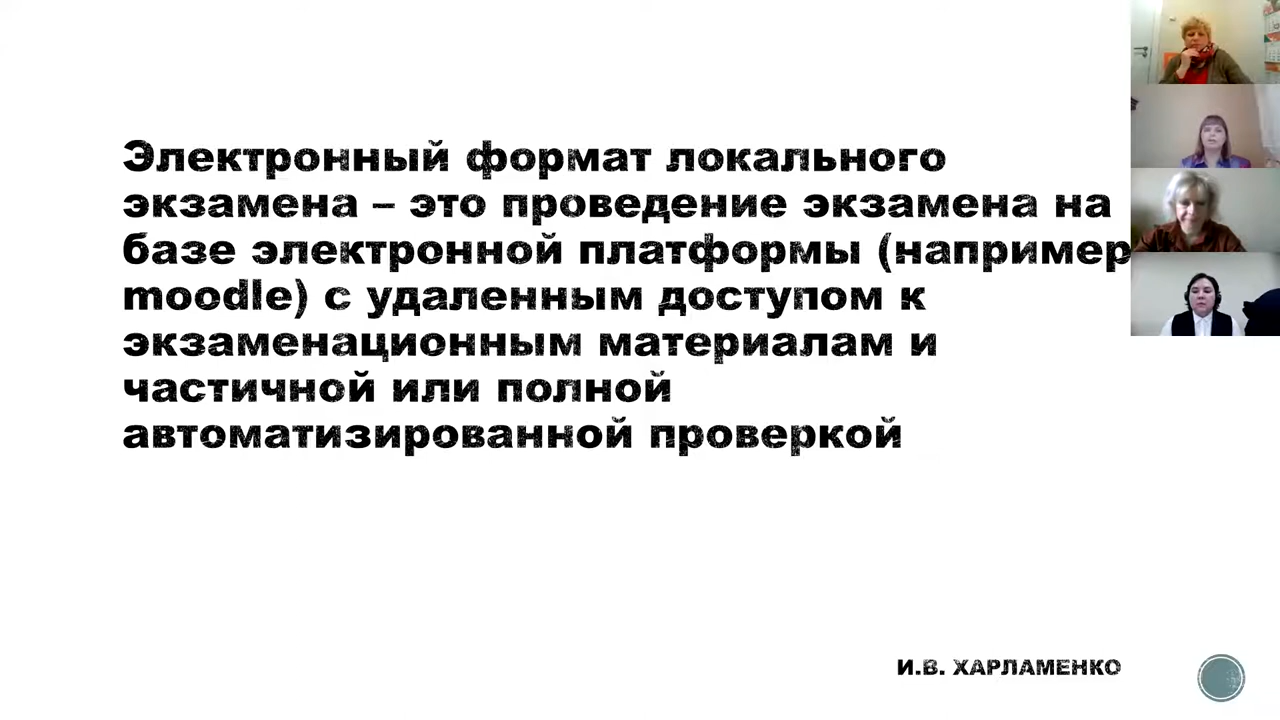 Электронный формат локального
экзамена – это проведение экзамена на
базе электронной платформы (например
moodle) с удаленным доступом к
экзаменационным материалам и
частичной или полной
автоматизированной проверкой
И.В. ХАРЛАМЕНКО